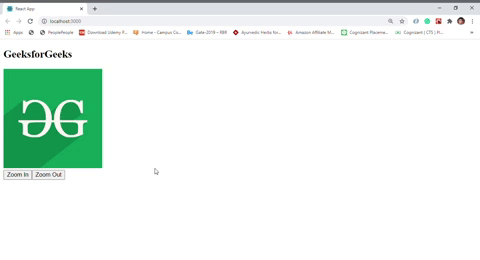 React App
localhost:3000
Apps
PeoplePeople
Download Udemy P...
Home - Campus Co...
Gate-2019 – RBR
Ayurvedic Herbs for...
Amazon Affiliate M...
Cognizant Placeme...
Cognizant | CTS | Pl...
GeeksforGeeks
Zoom In Zoom Out